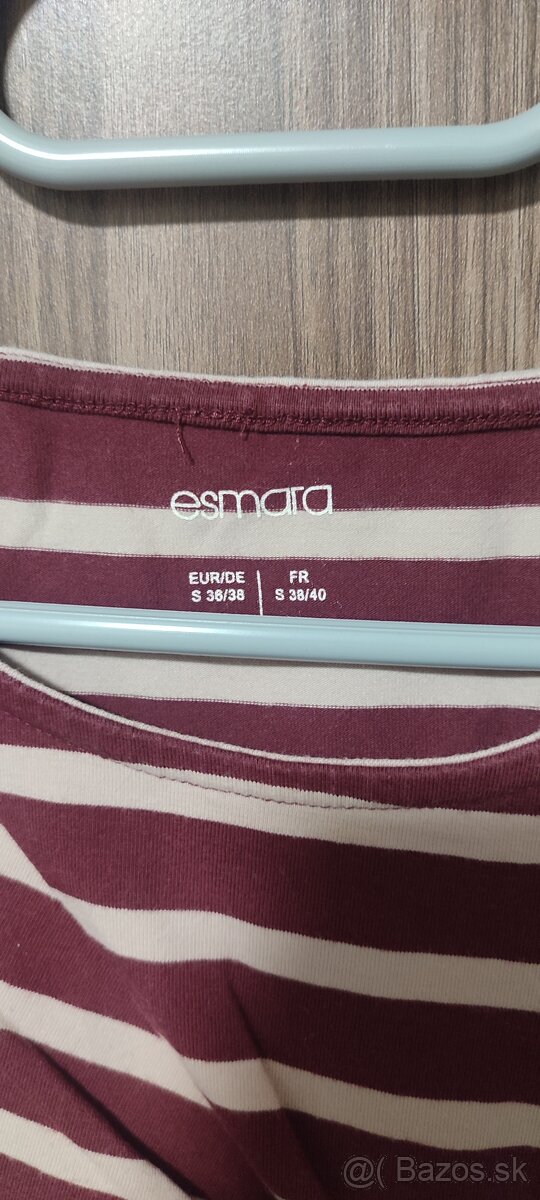 esmara
EUR/DE FR
S 36/38 S 38/40
@( Bazos.sk